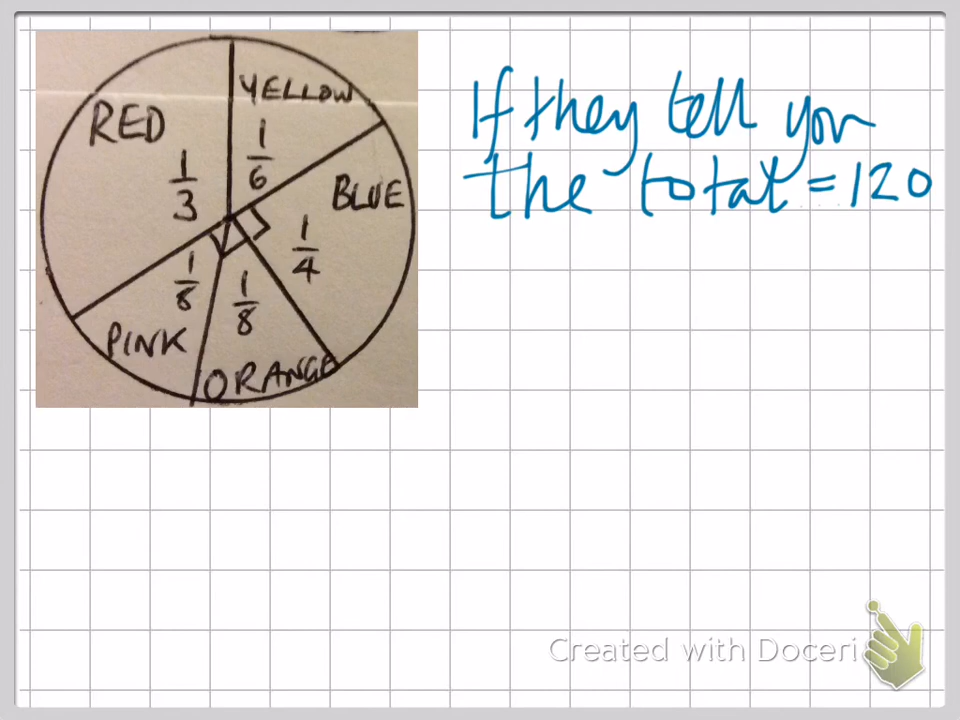 YELLOW
RED
1/6
1/3
BLUE
1/4
1/8
1/8
PINK
ORANGE
If they tell you
the total = 120
Created with Doceri